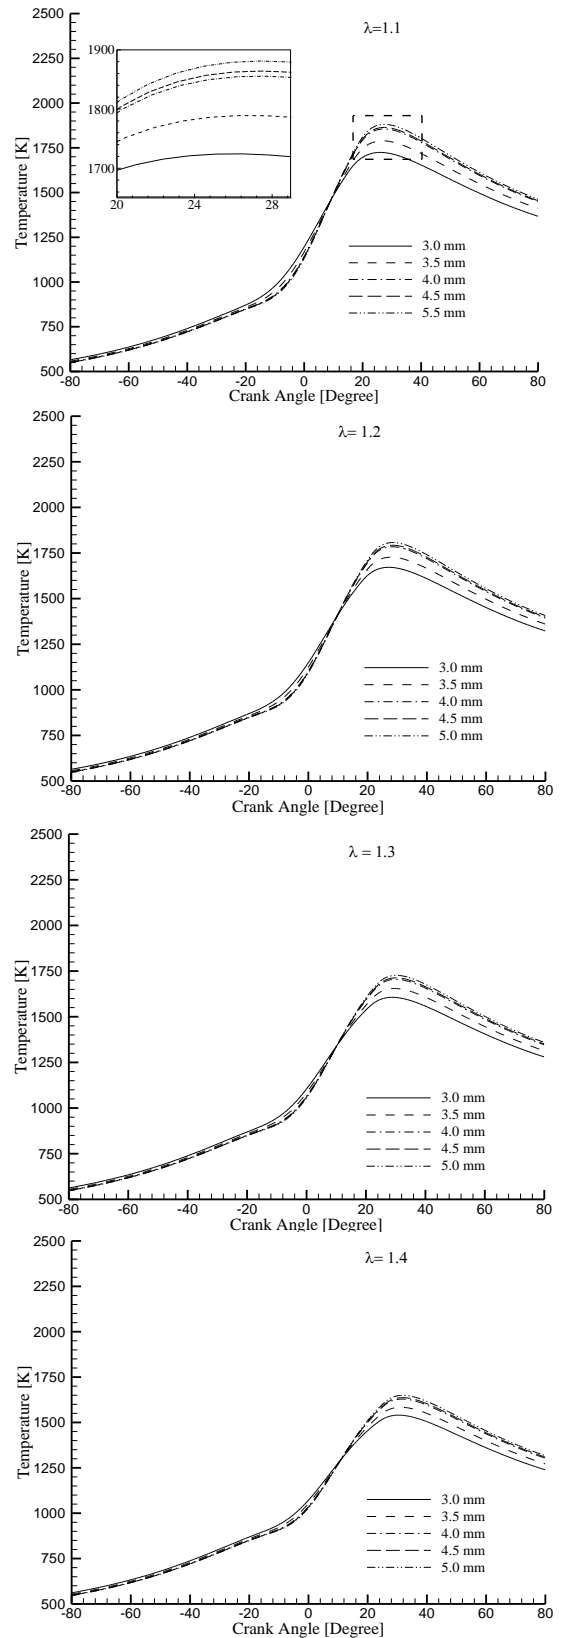 λ=1.1
2500
2250
2000
1750
1500
1250
1000
750
500
Temperature [K]
1900
1800
1700
20 24 28
3.0 mm
3.5 mm
4.0 mm
4.5 mm
5.5 mm
-80 -60 -40 -20 0 20 40 60 80
Crank Angle [Degree]
λ= 1.2
2500
2250
2000
1750
1500
1250
1000
750
500
Temperature [K]
3.0 mm
3.5 mm
4.0 mm
4.5 mm
5.0 mm
-80 -60 -40 -20 0 20 40 60 80
Crank Angle [Degree]
λ = 1.3
2500
2250
2000
1750
1500
1250
1000
750
500
Temperature [K]
3.0 mm
3.5 mm
4.0 mm
4.5 mm
5.0 mm
-80 -60 -40 -20 0 20 40 60 80
Crank Angle [Degree]
λ= 1.4
2500
2250
2000
1750
1500
1250
1000
750
500
Temperature [K]
3.0 mm
3.5 mm
4.0 mm
4.5 mm
5.0 mm
-80 -60 -40 -20 0 20 40 60 80
Crank Angle [Degree]